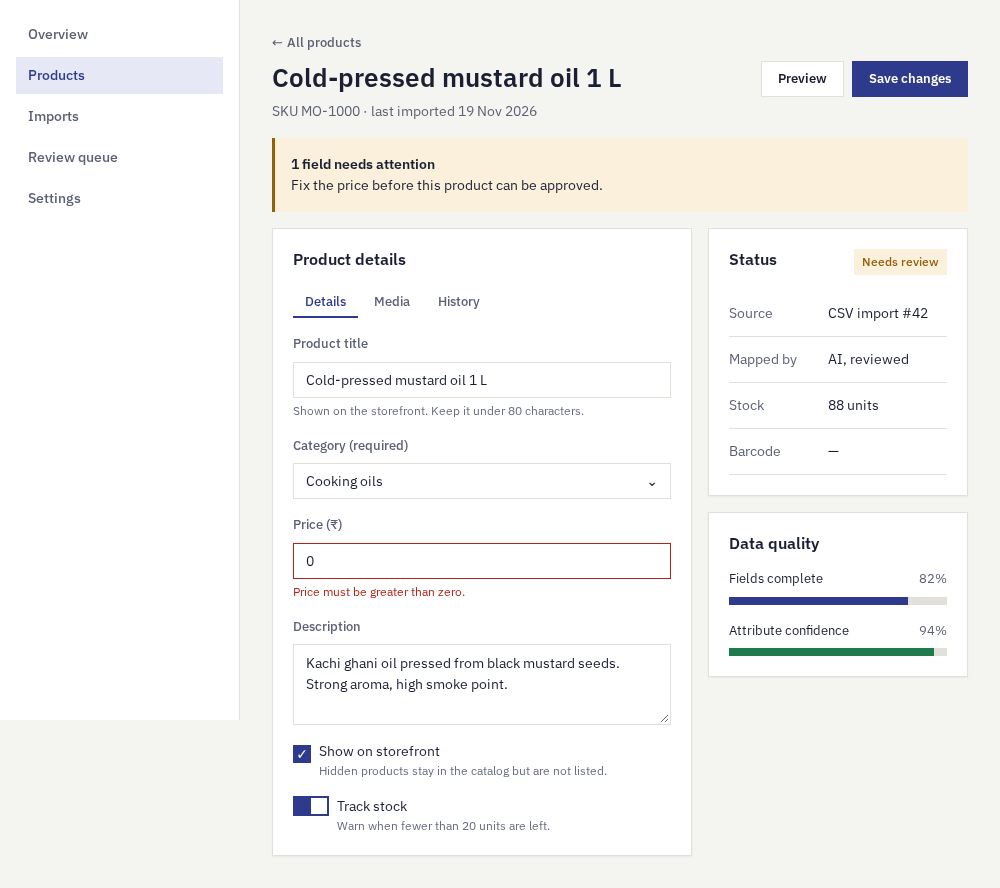 Overview
Products
Imports
Review queue
Settings
← All products
Cold-pressed mustard oil 1 L
SKU MO-1000 · last imported 19 Nov 2026
Preview
Save changes
1 field needs attention
Fix the price before this product can be approved.
Product details
Details Media History
Product title
Cold-pressed mustard oil 1 L
Shown on the storefront. Keep it under 80 characters.
Category (required)
Cooking oils
Price (₹)
0
Price must be greater than zero.
Description
Kachi ghani oil pressed from black mustard seeds.
Strong aroma, high smoke point.
Show on storefront
Hidden products stay in the catalog but are not listed.
Track stock
Warn when fewer than 20 units are left.
Status
Needs review
Source CSV import #42
Mapped by AI, reviewed
Stock 88 units
Barcode —
Data quality
Fields complete 82%
Attribute confidence 94%